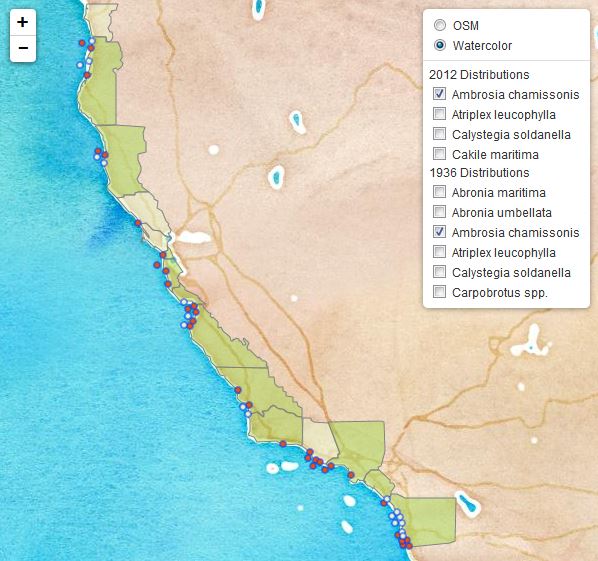 +
−
OSM
Watercolor
2012 Distributions
Ambrosia chamissonis
Atriplex leucophylla
Calystegia soldanella
Cakile maritima
1936 Distributions
Abronia maritima
Abronia umbellata
Ambrosia chamissonis
Atriplex leucophylla
Calystegia soldanella
Carpobrotus spp.